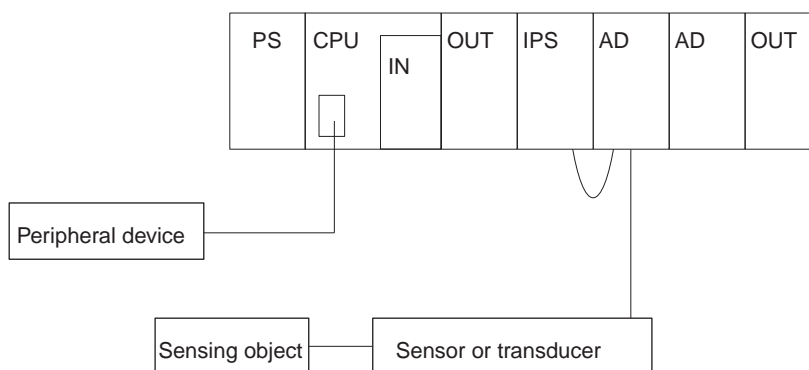 PS CPU IN OUT IPS AD AD OUT
Peripheral device
Sensing object Sensor or transducer